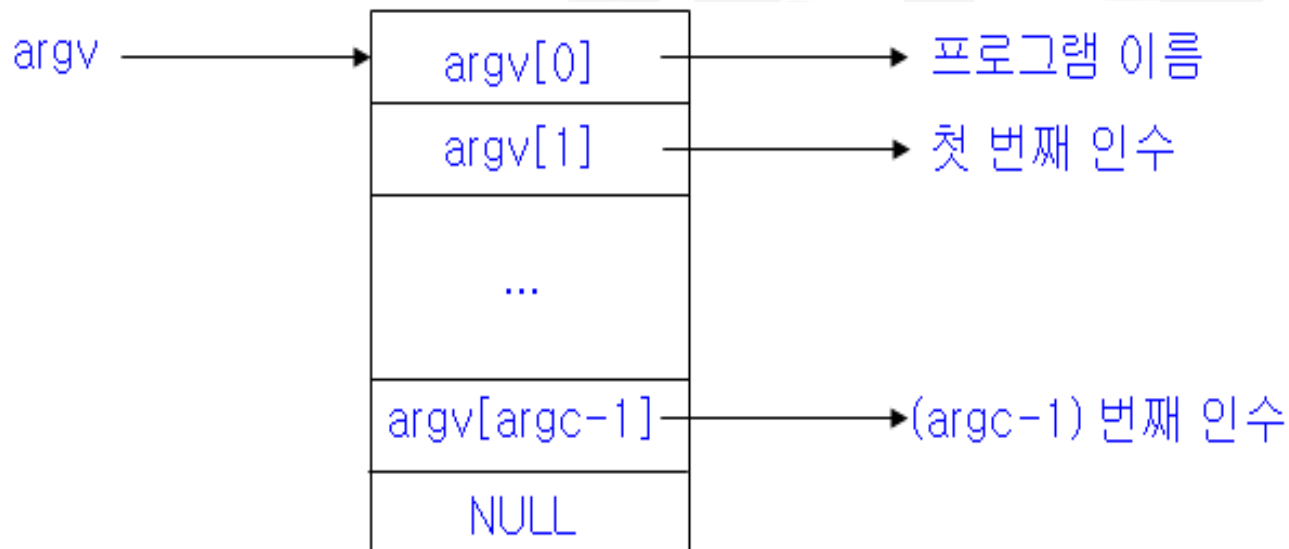 argv
argv[0]
프로그램 이름
argv[1]
첫 번째 인수
...
argv[argc-1]
(argc-1) 번째 인수
NULL